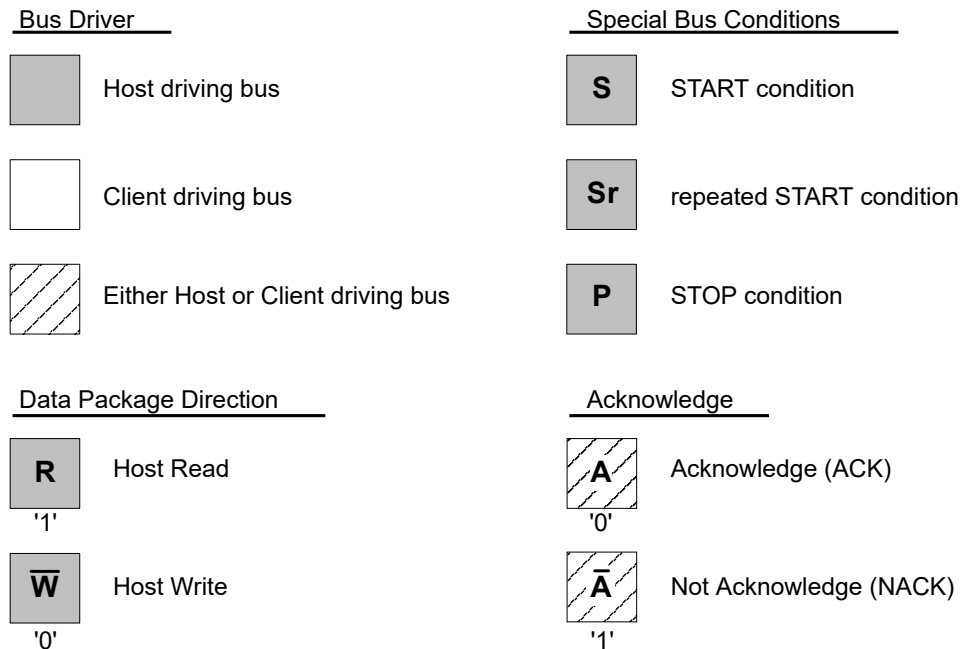 Bus Driver
Host driving bus
Client driving bus
Either Host or Client driving bus
Special Bus Conditions
S START condition
Sr repeated START condition
P STOP condition
Data Package Direction
R Host Read
'1'
W̅ Host Write
'0'
Acknowledge
A Acknowledge (ACK)
'0'
A̅ Not Acknowledge (NACK)
'1'